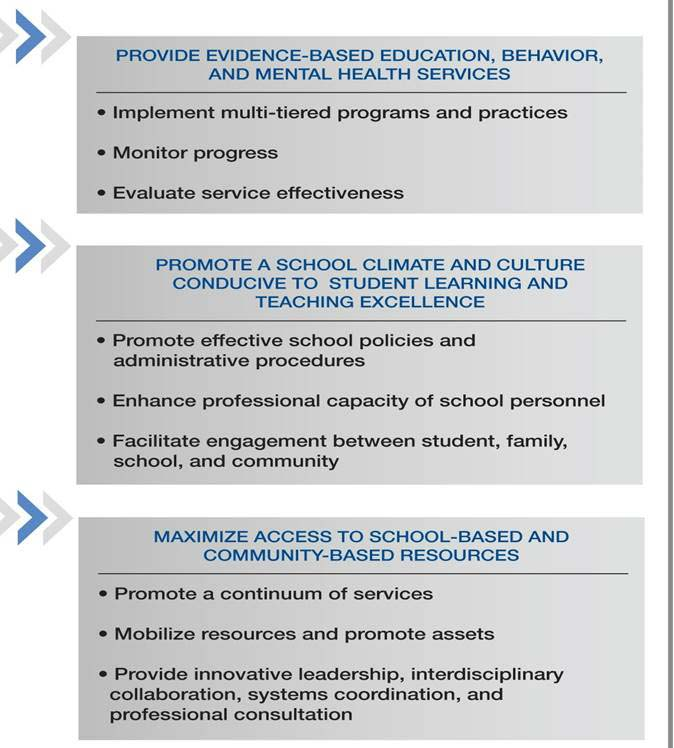 PROVIDE EVIDENCE-BASED EDUCATION, BEHAVIOR,
AND MENTAL HEALTH SERVICES
• Implement multi-tiered programs and practices
• Monitor progress
• Evaluate service effectiveness
PROMOTE A SCHOOL CLIMATE AND CULTURE
CONDUCIVE TO STUDENT LEARNING AND
TEACHING EXCELLENCE
• Promote effective school policies and
administrative procedures
• Enhance professional capacity of school personnel
• Facilitate engagement between student, family,
school, and community
MAXIMIZE ACCESS TO SCHOOL-BASED AND
COMMUNITY-BASED RESOURCES
• Promote a continuum of services
• Mobilize resources and promote assets
• Provide innovative leadership, interdisciplinary
collaboration, systems coordination, and
professional consultation